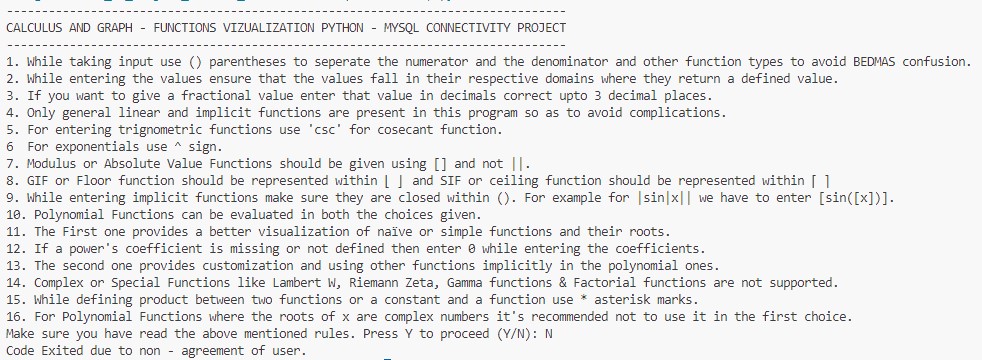 ------------------------------------------------------------------------------
CALCULUS AND GRAPH - FUNCTIONS VIZUALIZATION PYTHON - MYSQL CONNECTIVITY PROJECT
------------------------------------------------------------------------------
1. While taking input use () parentheses to seperate the numerator and the denominator and other function types to avoid BEDMAS confusion.
2. While entering the values ensure that the values fall in their respective domains where they return a defined value.
3. If you want to give a fractional value enter that value in decimals correct upto 3 decimal places.
4. Only general linear and implicit functions are present in this program so as to avoid complications.
5. For entering trignometric functions use 'csc' for cosecant function.
6  For exponentials use ^ sign.
7. Modulus or Absolute Value Functions should be given using [] and not ||.
8. GIF or Floor function should be represented within ⌊ ⌋ and SIF or ceiling function should be represented within ⌈ ⌉
9. While entering implicit functions make sure they are closed within (). For example for |sin|x|| we have to enter [sin([x])].
10. Polynomial Functions can be evaluated in both the choices given.
11. The First one provides a better visualization of naïve or simple functions and their roots.
12. If a power's coefficient is missing or not defined then enter 0 while entering the coefficients.
13. The second one provides customization and using other functions implicitly in the polynomial ones.
14. Complex or Special Functions like Lambert W, Riemann Zeta, Gamma functions & Factorial functions are not supported.
15. While defining product between two functions or a constant and a function use * asterisk marks.
16. For Polynomial Functions where the roots of x are complex numbers it's recommended not to use it in the first choice.
Make sure you have read the above mentioned rules. Press Y to proceed (Y/N): N
Code Exited due to non - agreement of user.